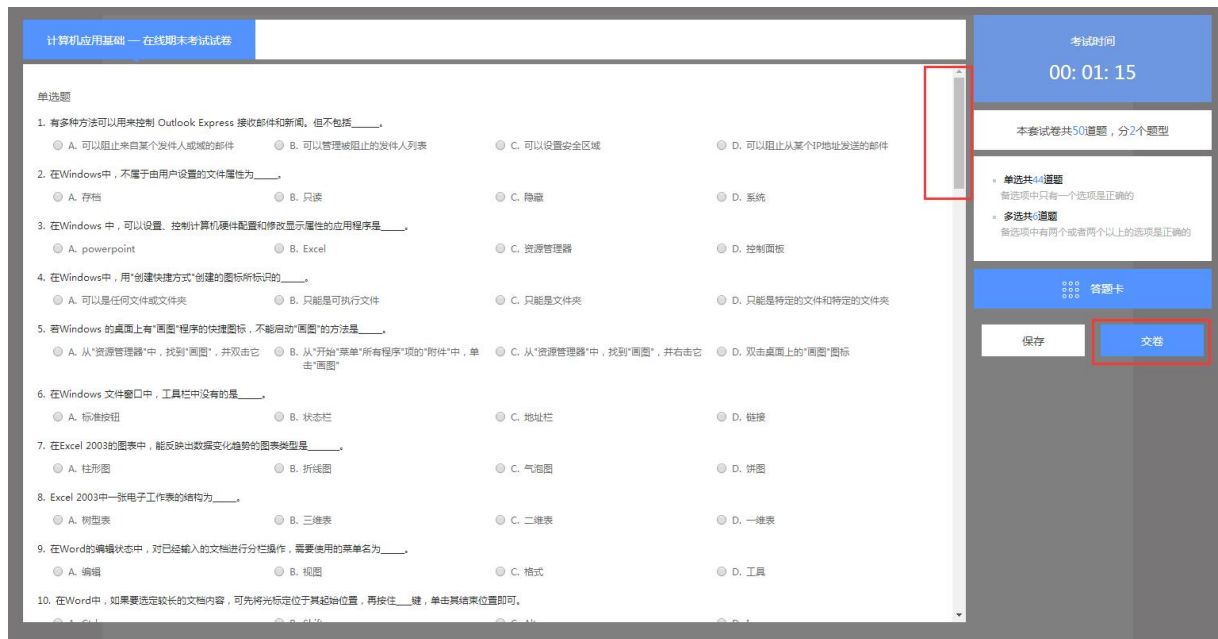 计算机应用基础 — 在线期末考试试卷
单选题
1. 有多种方法可以用来控制 Outlook Express 接收邮件和新闻。但不包括_____。
A. 可以阻止来自某个发件人或域的邮件 B. 可以管理被阻止的发件人列表 C. 可以设置安全区域 D. 可以阻止从某个IP地址发送的邮件
2. 在Windows中，不属于由用户设置的文件属性为____。
A. 存档 B. 只读 C. 隐藏 D. 系统
3. 在Windows 中，可以设置、控制计算机硬件配置和修改显示属性的应用程序是____。
A. powerpoint B. Excel C. 资源管理器 D. 控制面板
4. 在Windows中，用"创建快捷方式"创建的图标所标识的____。
A. 可以是任何文件或文件夹 B. 只能是可执行文件 C. 只能是文件夹 D. 只能是特定的文件和特定的文件夹
5. 若Windows 的桌面上有"画图"程序的快捷图标，不能启动"画图"的方法是____。
A. 从"资源管理器"中，找到"画图"，并双击它 B. 从"开始"菜单"所有程序"项的"附件"中，单 C. 从"资源管理器"中，找到"画图"，并右击它 D. 双击桌面上的"画图"图标
击"画图"
6. 在Windows 文件窗口中，工具栏中没有的是____。
A. 标准按钮 B. 状态栏 C. 地址栏 D. 链接
7. 在Excel 2003的图表中，能反映出数据变化趋势的图表类型是______。
A. 柱形图 B. 折线图 C. 气泡图 D. 饼图
8. Excel 2003中一张电子工作表的结构为____。
A. 树型表 B. 三维表 C. 二维表 D. 一维表
9. 在Word的编辑状态中，对已经输入的文档进行分栏操作，需要使用的菜单名为____。
A. 编辑 B. 视图 C. 格式 D. 工具
10. 在Word中，如果要选定较长的文档内容，可先将光标定位于其起始位置，再按住___键，单击其结束位置即可。
考试时间
00: 01: 15
本套试卷共50道题，分2个题型
单选共44道题
备选项中只有一个选项是正确的
多选共6道题
备选项中有两个或者两个以上的选项是正确的
答题卡
保存 交卷